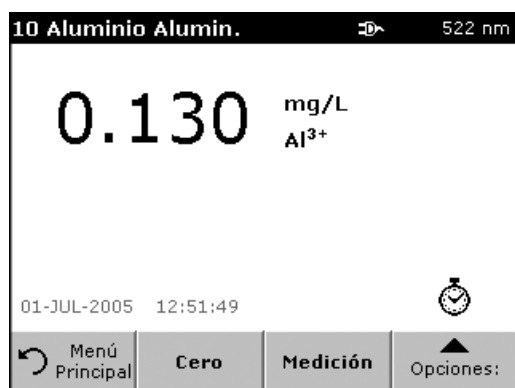 10 Aluminio Alumin. 522 nm
0.130 mg/L
Al³⁺
01-JUL-2005 12:51:49
Menú
Principal
Cero
Medición
Opciones: